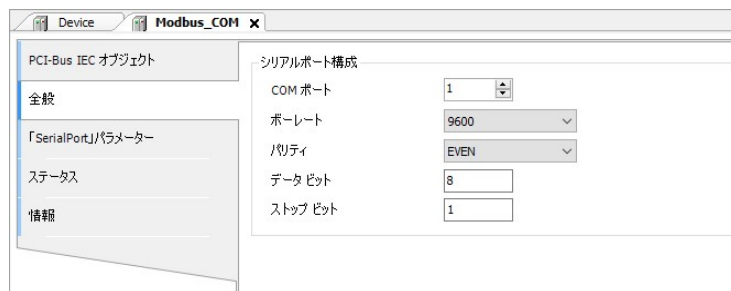 Device
Modbus_COM
PCI-Bus IEC オブジェクト
全般
「SerialPort」パラメーター
ステータス
情報
シリアルポート構成
COM ポート 1
ボーレート 9600
パリティ EVEN
データ ビット 8
ストップ ビット 1